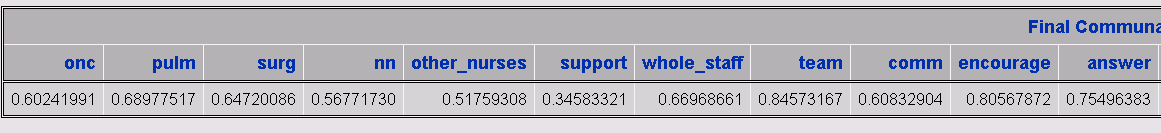 Final Communa
onc pulm surg nn other_nurses support whole_staff team comm encourage answer
0.60241991 0.68977517 0.64720086 0.56771730 0.51759308 0.34583321 0.66968661 0.84573167 0.60832904 0.80567872 0.75496383